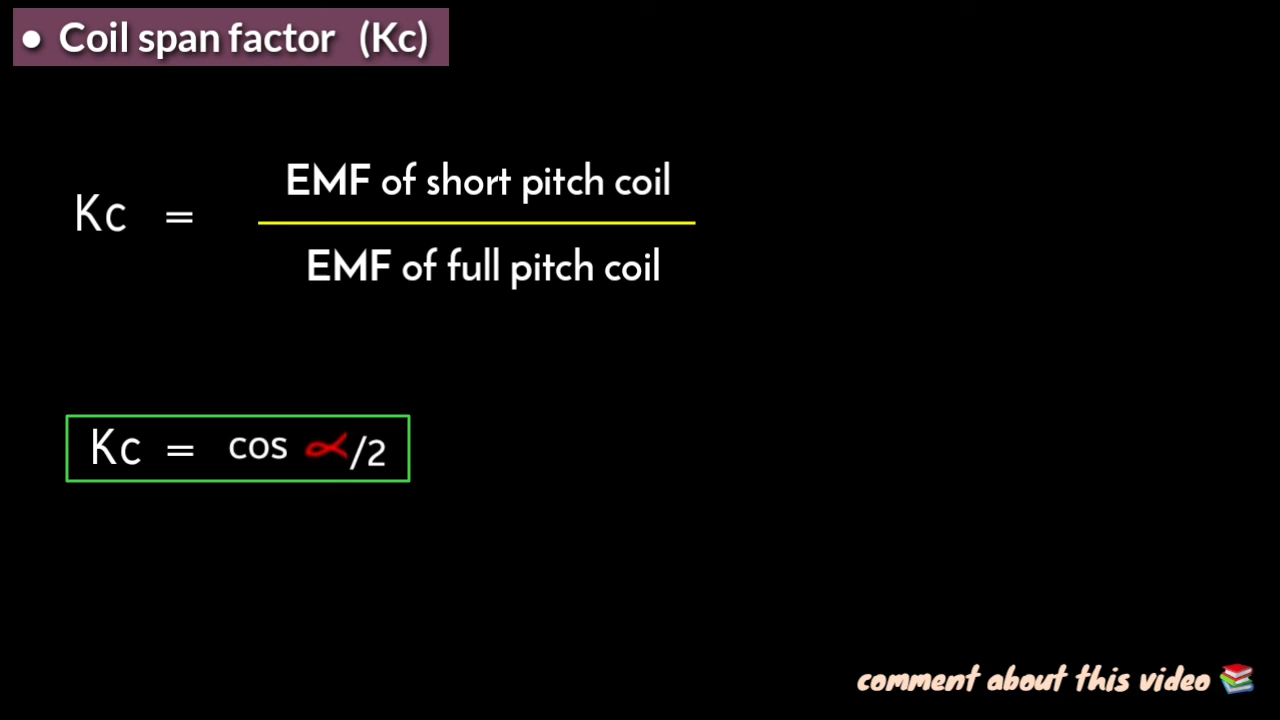 • Coil span factor (Kc)
Kc = EMF of short pitch coil
EMF of full pitch coil
Kc = cos α/2
comment about this video 📚